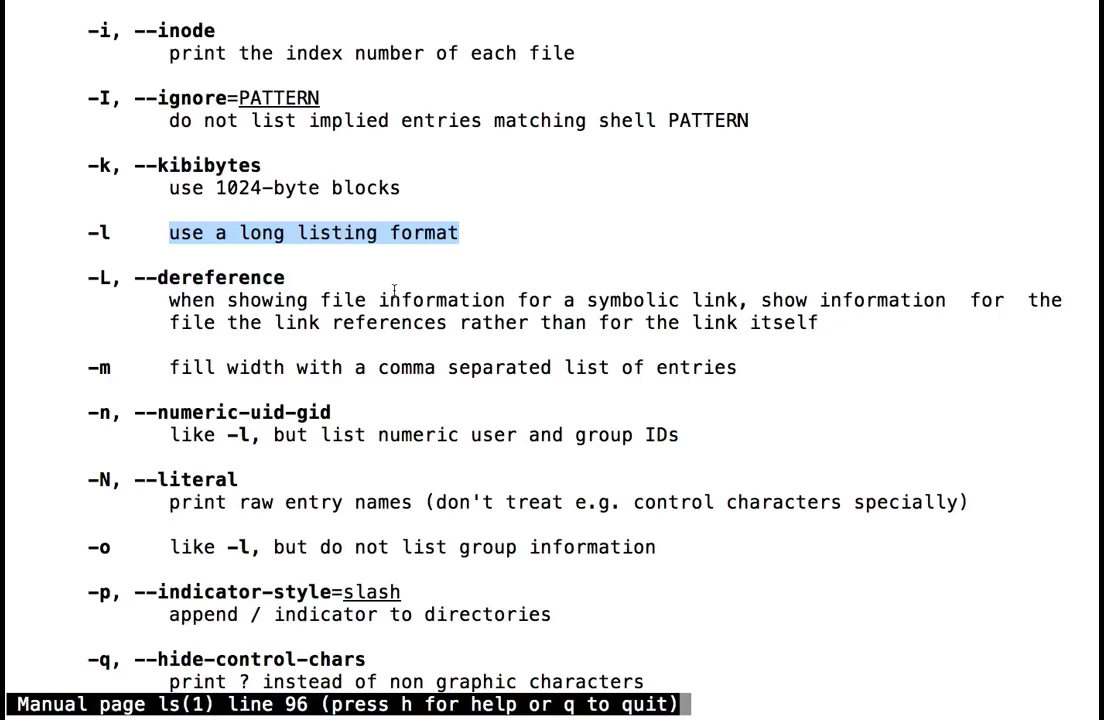 -i, --inode
print the index number of each file
-I, --ignore=PATTERN
do not list implied entries matching shell PATTERN
-k, --kibibytes
use 1024-byte blocks
-l use a long listing format
-L, --dereference
when showing file information for a symbolic link, show information for the
file the link references rather than for the link itself
-m fill width with a comma separated list of entries
-n, --numeric-uid-gid
like -l, but list numeric user and group IDs
-N, --literal
print raw entry names (don't treat e.g. control characters specially)
-o like -l, but do not list group information
-p, --indicator-style=slash
append / indicator to directories
-q, --hide-control-chars
print ? instead of non graphic characters
Manual page ls(1) line 96 (press h for help or q to quit)